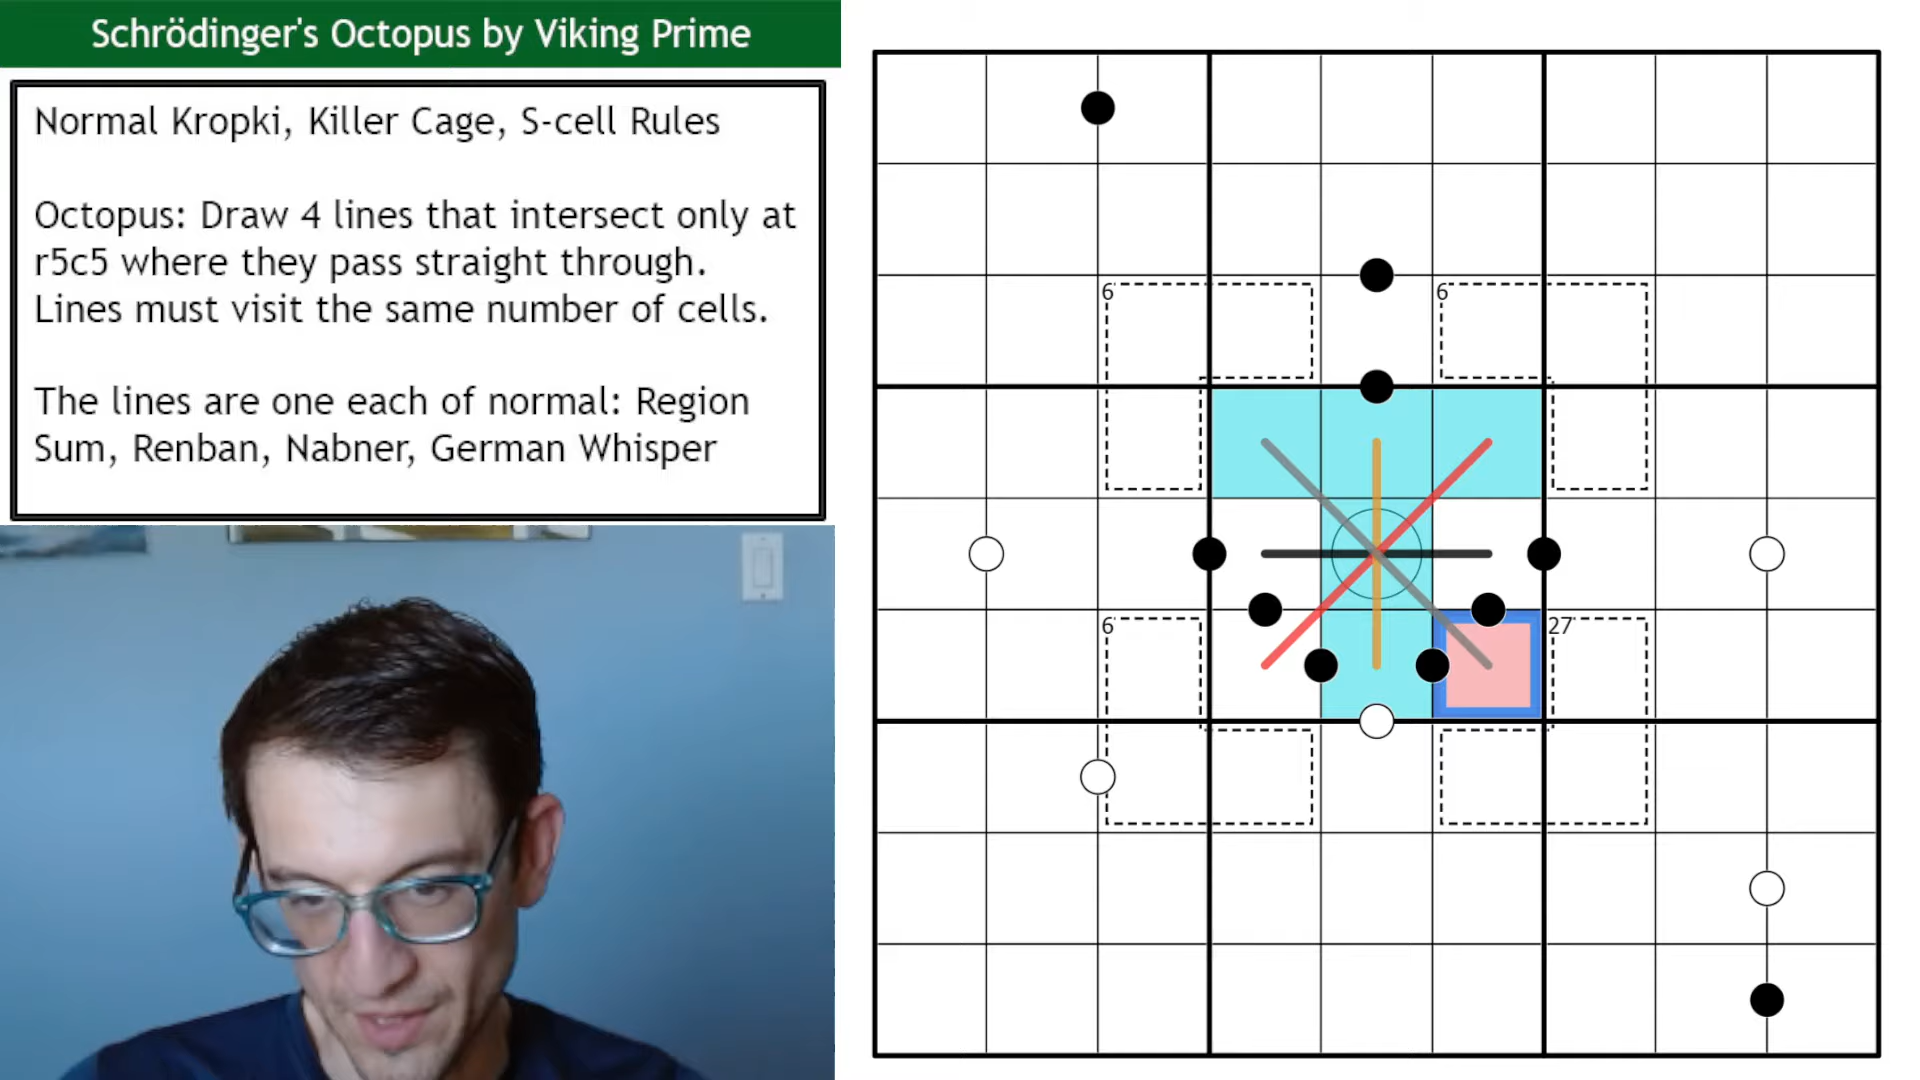 Schrödinger's Octopus by Viking Prime
Normal Kropki, Killer Cage, S-cell Rules
Octopus: Draw 4 lines that intersect only at
r5c5 where they pass straight through.
Lines must visit the same number of cells.
The lines are one each of normal: Region
Sum, Renban, Nabner, German Whisper
6
6
6
27